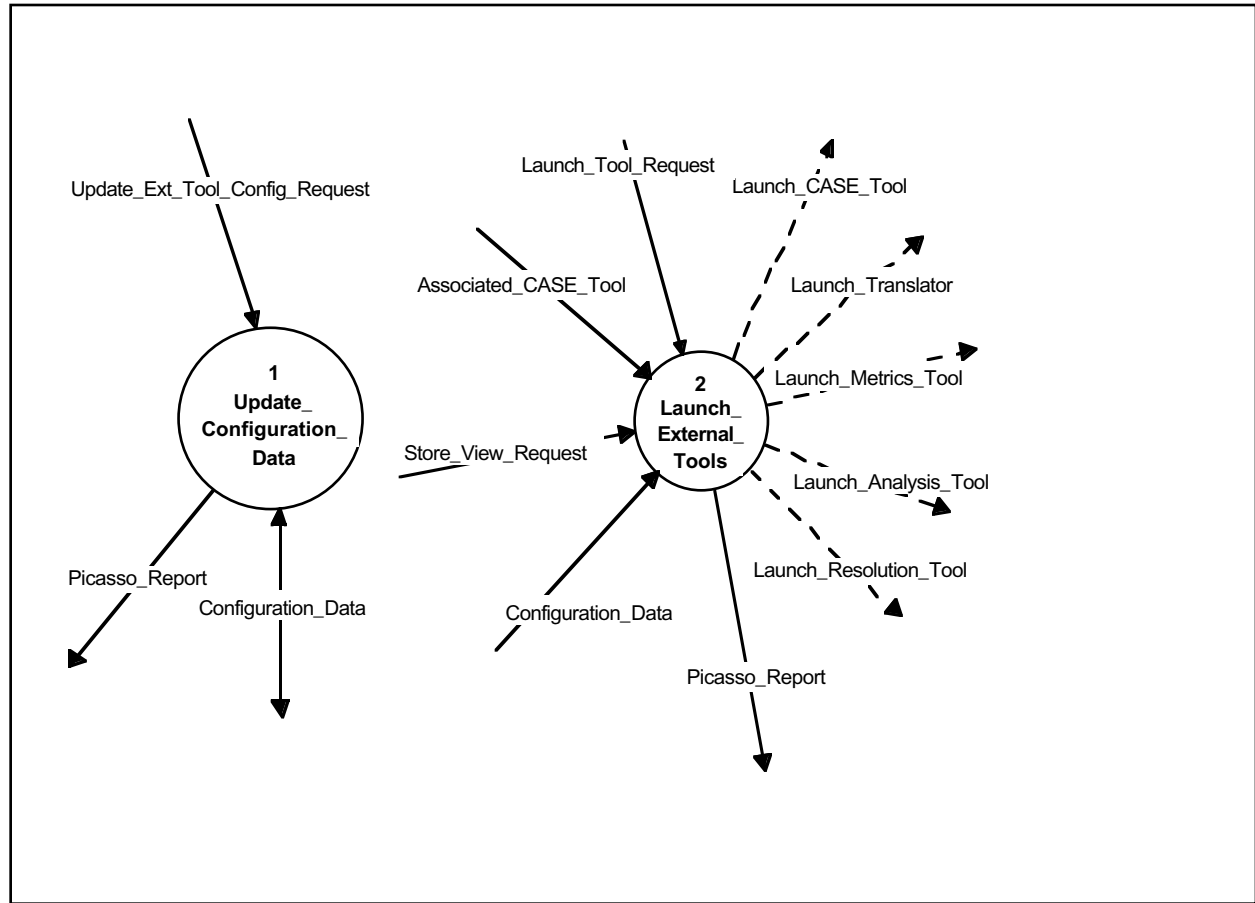 Update_Ext_Tool_Config_Request
1
Update_
Configuration_
Data
Picasso_Report
Configuration_Data
Launch_Tool_Request
Associated_CASE_Tool
Store_View_Request
Configuration_Data
2
Launch_
External_
Tools
Launch_CASE_Tool
Launch_Translator
Launch_Metrics_Tool
Launch_Analysis_Tool
Launch_Resolution_Tool
Picasso_Report